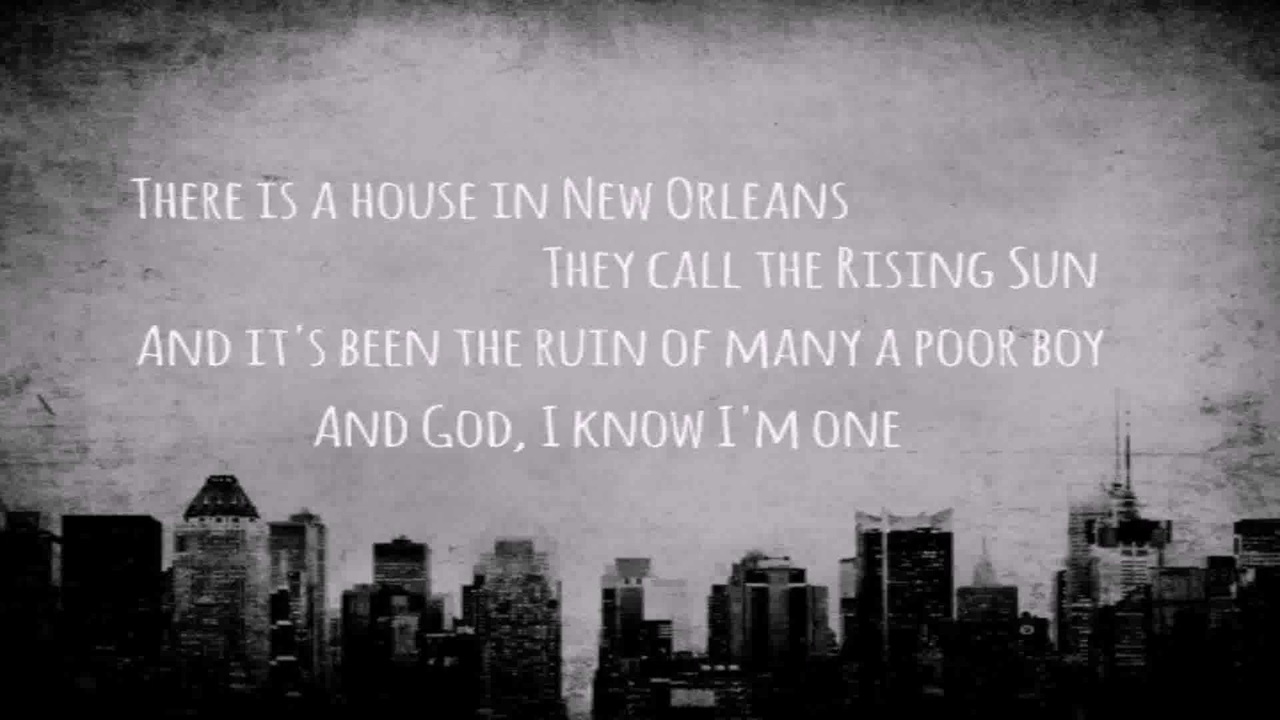 There is a house in New Orleans
They call the Rising Sun
And it's been the ruin of many a poor boy
And God, I know I'm one